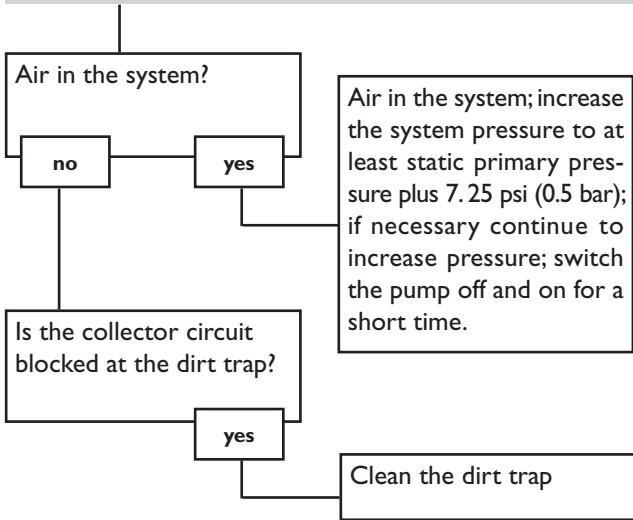 Air in the system?
no
yes
Air in the system; increase
the system pressure to at
least static primary pres-
sure plus 7. 25 psi (0.5 bar);
if necessary continue to
increase pressure; switch
the pump off and on for a
short time.
Is the collector circuit
blocked at the dirt trap?
yes
Clean the dirt trap